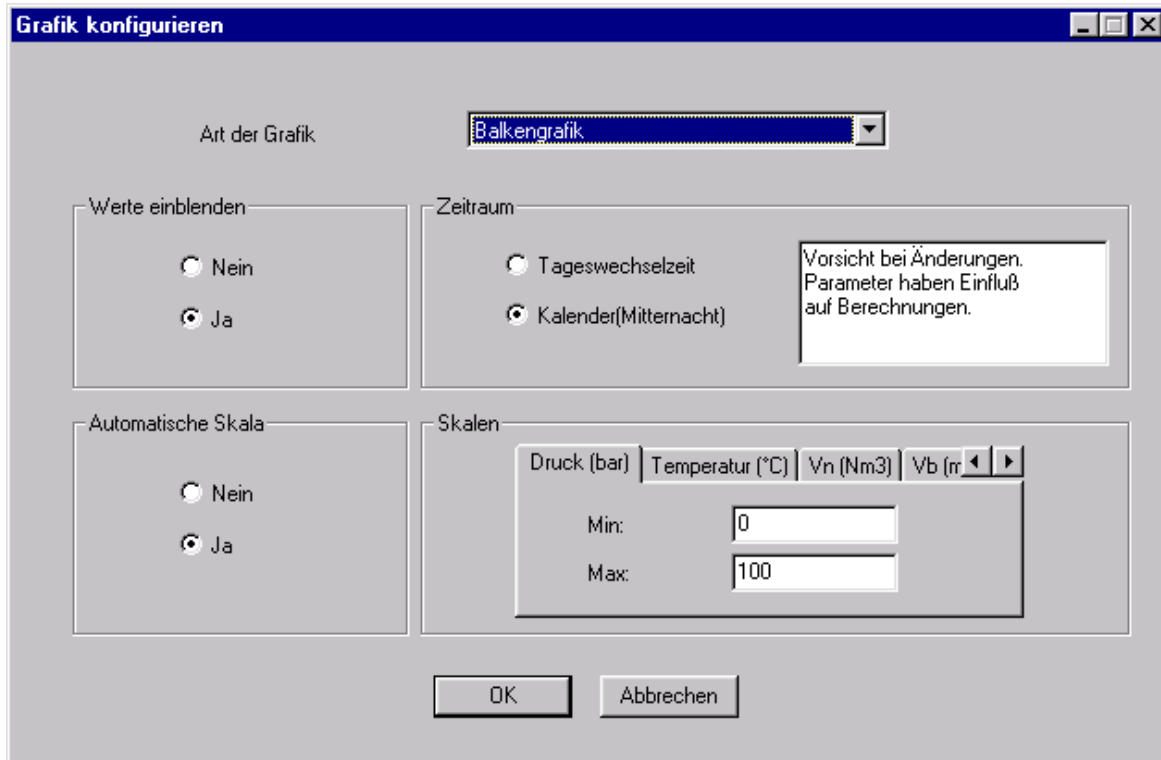 Grafik konfigurieren
Art der Grafik
Balkengrafik
Werte einblenden
Nein
Ja
Zeitraum
Tageswechselzeit
Kalender(Mitternacht)
Vorsicht bei Änderungen.
Parameter haben Einfluß
auf Berechnungen.
Automatische Skala
Nein
Ja
Skalen
Druck (bar) Temperatur (°C) Vn (Nm3) Vb
Min: 0
Max: 100
OK Abbrechen